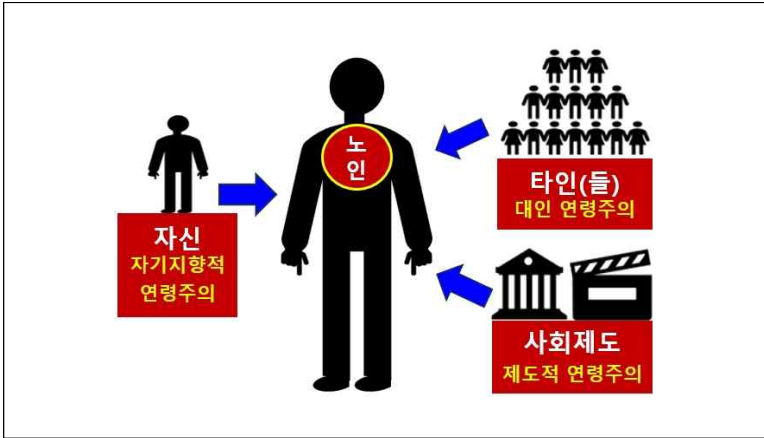 노
인
자신
자기지향적
연령주의
타인(들)
대인 연령주의
사회제도
제도적 연령주의